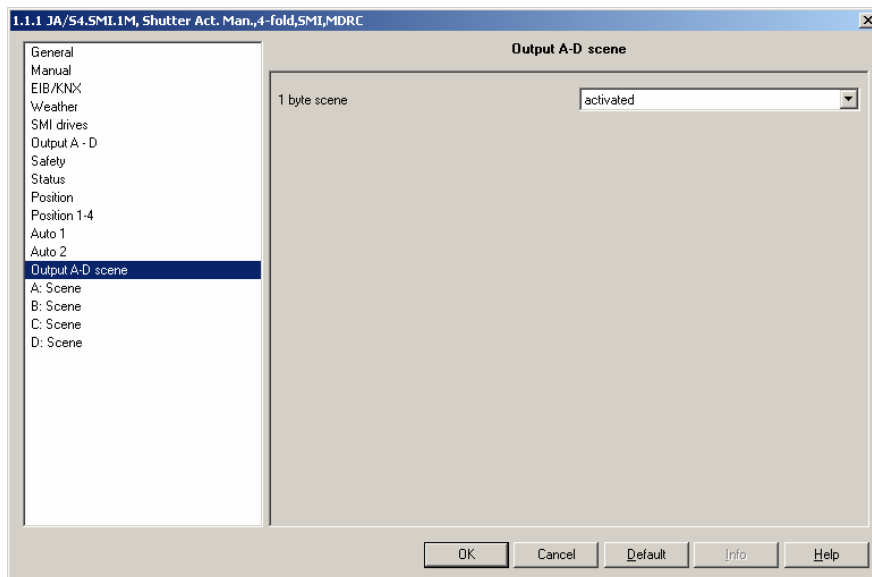 1.1.1 JA/S4.SMI.1M, Shutter Act. Man.,4-fold,SMI,MDRC
General
Manual
EIB/KNX
Weather
SMI drives
Output A - D
Safety
Status
Position
Position 1-4
Auto 1
Auto 2
Output A-D scene
A: Scene
B: Scene
C: Scene
D: Scene
Output A-D scene
1 byte scene
activated
OK
Cancel
Default
Info
Help